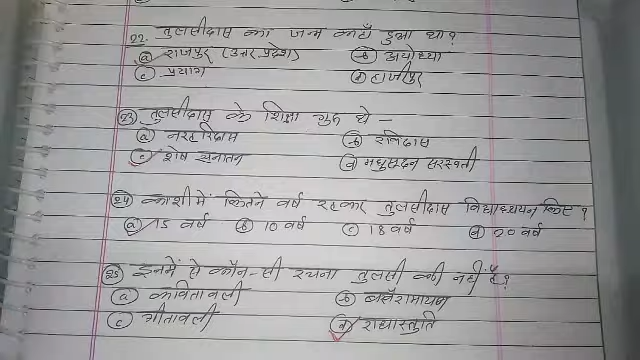 22. तुलसीदास का जन्म कहाँ हुआ था?
(a) राजपुर (उत्तर प्रदेश) (b) अयोध्या
(c) प्रयाग (d) हाजीपुर
(23) तुलसीदास के शिक्षा गुरु थे –
(a) नरहरिदास (b) रविदास
(c) शेष सनातन (d) मधुसूदन सरस्वती
(24) काशी में कितने वर्ष रहकर तुलसीदास विद्याध्ययन किए?
(a) 15 वर्ष (b) 10 वर्ष (c) 18 वर्ष (d) 20 वर्ष
(25) इनमें से कौन-सी रचना तुलसी की नहीं है?
(a) कवितावली (b) बरवैरामायण
(c) गीतावली (d) राधास्तुति